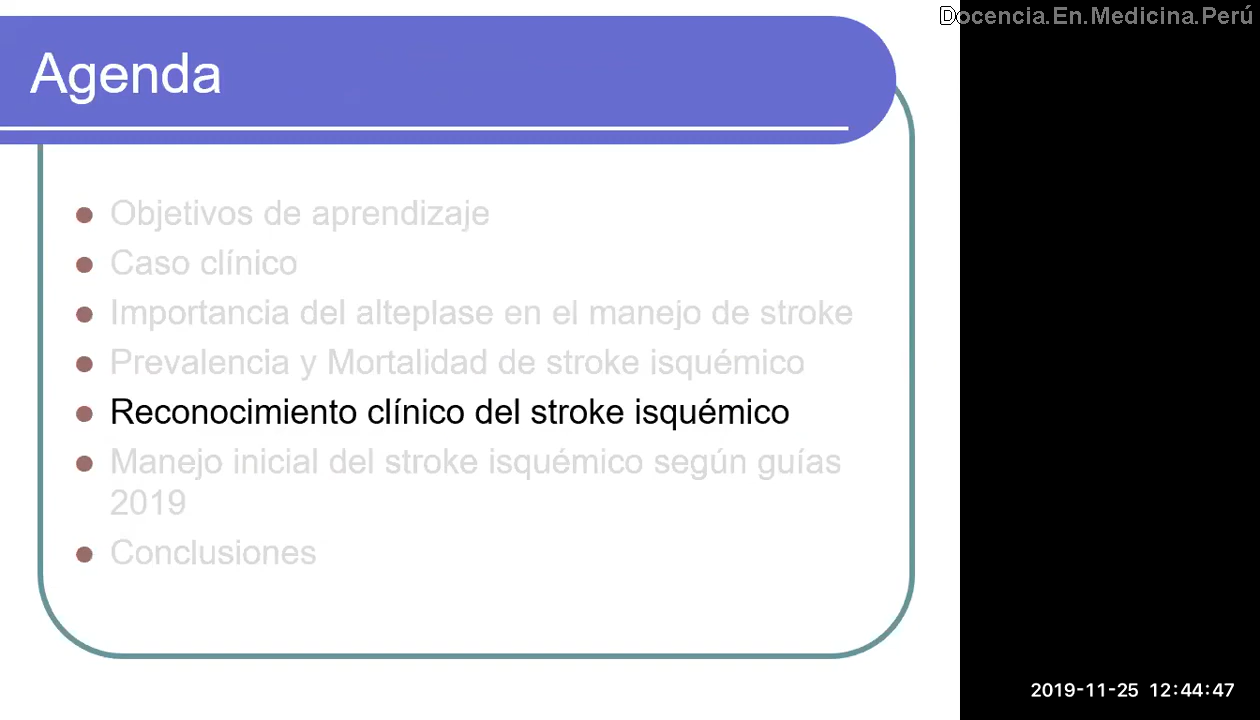 Docencia.En.Medicina.Perú
Agenda
Objetivos de aprendizaje
Caso clínico
Importancia del alteplase en el manejo de stroke
Prevalencia y Mortalidad de stroke isquémico
Reconocimiento clínico del stroke isquémico
Manejo inicial del stroke isquémico según guías
2019
Conclusiones
2019-11-25 12:44:47